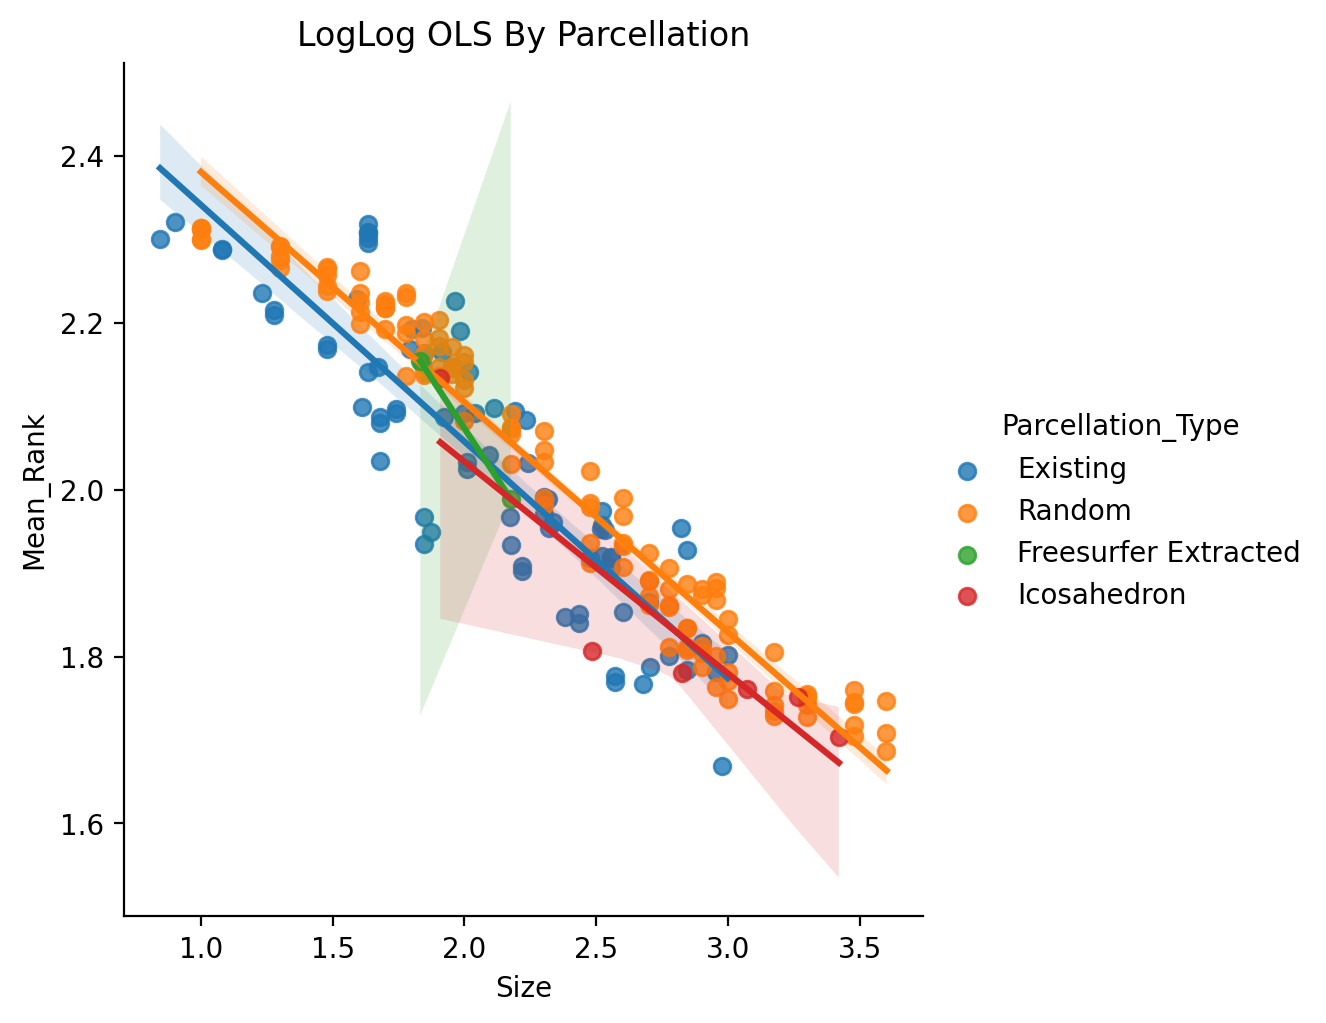 LogLog OLS By Parcellation
Mean_Rank
2.4
2.2
2.0
1.8
1.6
1.0 1.5 2.0 2.5 3.0 3.5
Size
Parcellation_Type
Existing
Random
Freesurfer Extracted
Icosahedron